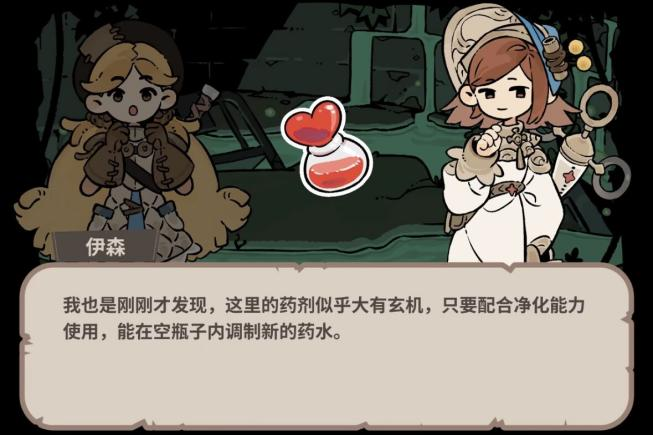 伊森
我也是刚刚才发现，这里的药剂似乎大有玄机，只要配合净化能力
使用，能在空瓶子内调制新的药水。